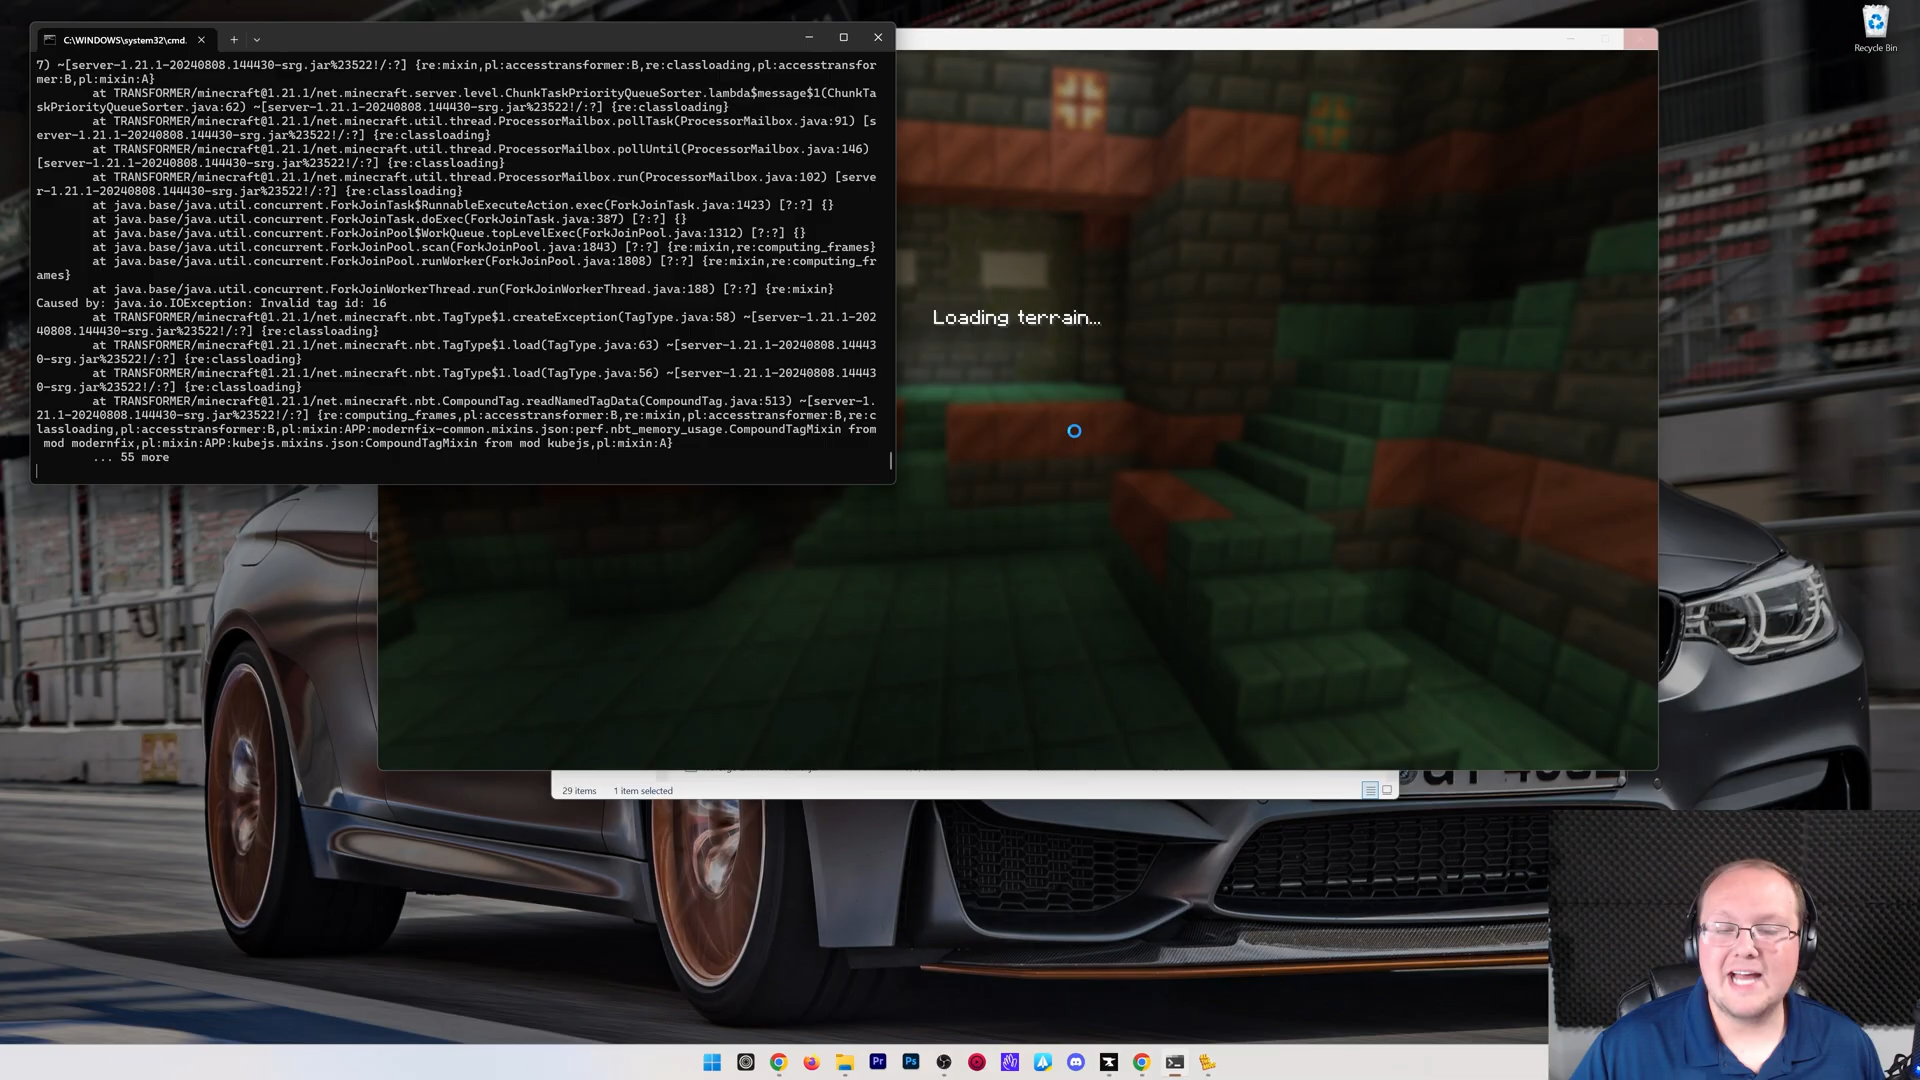 C:\WINDOWS\system32\cmd.
Recycle Bin
7) ~[server-1.21.1-20240808.144430-srg.jar%23522!/:?] {re:mixin,pl:accesstransformer:B,re:classloading,pl:accesstransfor
mer:B,pl:mixin:A}
at TRANSFORMER/minecraft@1.21.1/net.minecraft.server.level.ChunkTaskPriorityQueueSorter.lambda$message$1(ChunkTa
skPriorityQueueSorter.java:62) ~[server-1.21.1-20240808.144430-srg.jar%23522!/:?] {re:classloading}
at TRANSFORMER/minecraft@1.21.1/net.minecraft.util.thread.ProcessorMailbox.pollTask(ProcessorMailbox.java:91) [s
erver-1.21.1-20240808.144430-srg.jar%23522!/:?] {re:classloading}
at TRANSFORMER/minecraft@1.21.1/net.minecraft.util.thread.ProcessorMailbox.pollUntil(ProcessorMailbox.java:146)
[server-1.21.1-20240808.144430-srg.jar%23522!/:?] {re:classloading}
at TRANSFORMER/minecraft@1.21.1/net.minecraft.util.thread.ProcessorMailbox.run(ProcessorMailbox.java:102) [serve
r-1.21.1-20240808.144430-srg.jar%23522!/:?] {re:classloading}
at java.base/java.util.concurrent.ForkJoinTask$RunnableExecuteAction.exec(ForkJoinTask.java:1423) [?:?] {}
at java.base/java.util.concurrent.ForkJoinTask.doExec(ForkJoinTask.java:387) [?:?] {}
at java.base/java.util.concurrent.ForkJoinPool$WorkQueue.topLevelExec(ForkJoinPool.java:1312) [?:?] {}
at java.base/java.util.concurrent.ForkJoinPool.scan(ForkJoinPool.java:1843) [?:?] {re:mixin,re:computing_frames}
at java.base/java.util.concurrent.ForkJoinPool.runWorker(ForkJoinPool.java:1808) [?:?] {re:mixin,re:computing_fr
ames}
at java.base/java.util.concurrent.ForkJoinWorkerThread.run(ForkJoinWorkerThread.java:188) [?:?] {re:mixin}
Caused by: java.io.IOException: Invalid tag id: 16
at TRANSFORMER/minecraft@1.21.1/net.minecraft.nbt.TagType$1.createException(TagType.java:58) ~[server-1.21.1-202
40808.144430-srg.jar%23522!/:?] {re:classloading}
at TRANSFORMER/minecraft@1.21.1/net.minecraft.nbt.TagType$1.load(TagType.java:63) ~[server-1.21.1-20240808.14443
0-srg.jar%23522!/:?] {re:classloading}
at TRANSFORMER/minecraft@1.21.1/net.minecraft.nbt.TagType$1.load(TagType.java:56) ~[server-1.21.1-20240808.14443
0-srg.jar%23522!/:?] {re:classloading}
at TRANSFORMER/minecraft@1.21.1/net.minecraft.nbt.CompoundTag.readNamedTagData(CompoundTag.java:513) ~[server-1.
21.1-20240808.144430-srg.jar%23522!/:?] {re:computing_frames,pl:accesstransformer:B,re:mixin,pl:accesstransformer:B,re:c
lassloading,pl:accesstransformer:B,pl:mixin:APP:modernfix-common.mixins.json:perf.nbt_memory_usage.CompoundTagMixin from
mod modernfix,pl:mixin:APP:kubejs.mixins.json:CompoundTagMixin from mod kubejs,pl:mixin:A}
... 55 more
Loading terrain...
29 items 1 item selected
Pr
Ps